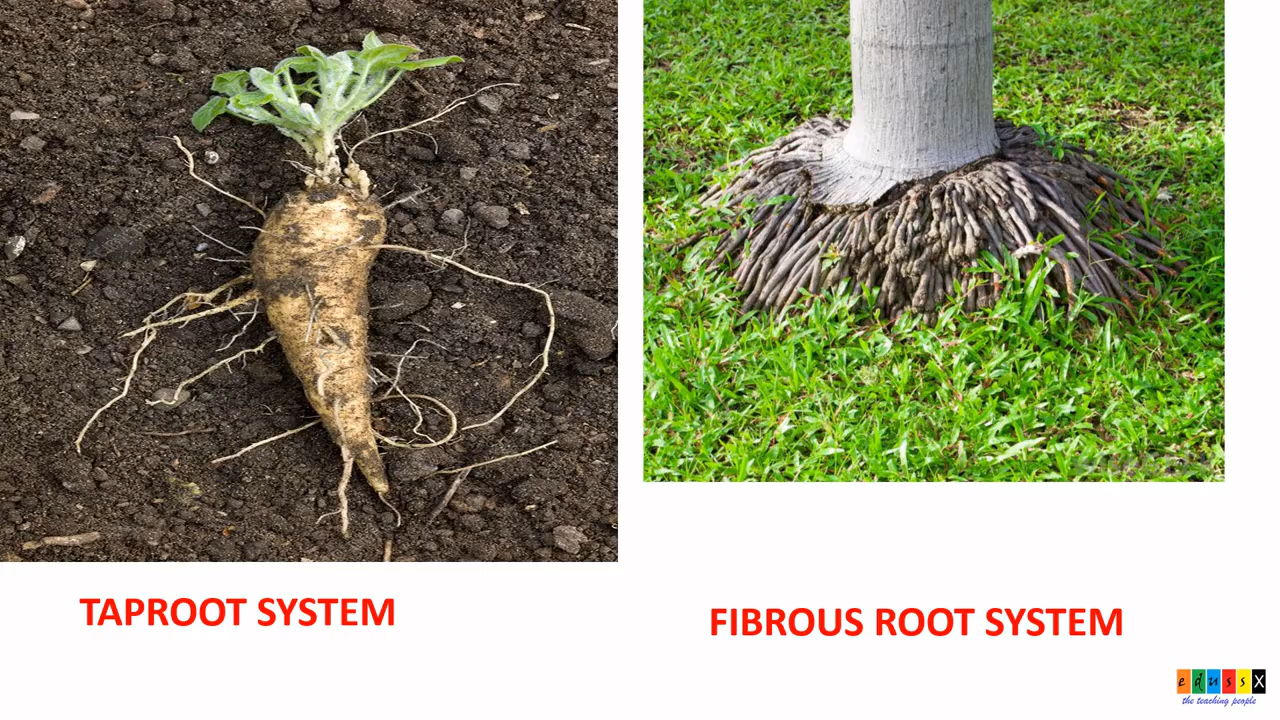 TAPROOT SYSTEM
FIBROUS ROOT SYSTEM
edussX
the teaching people